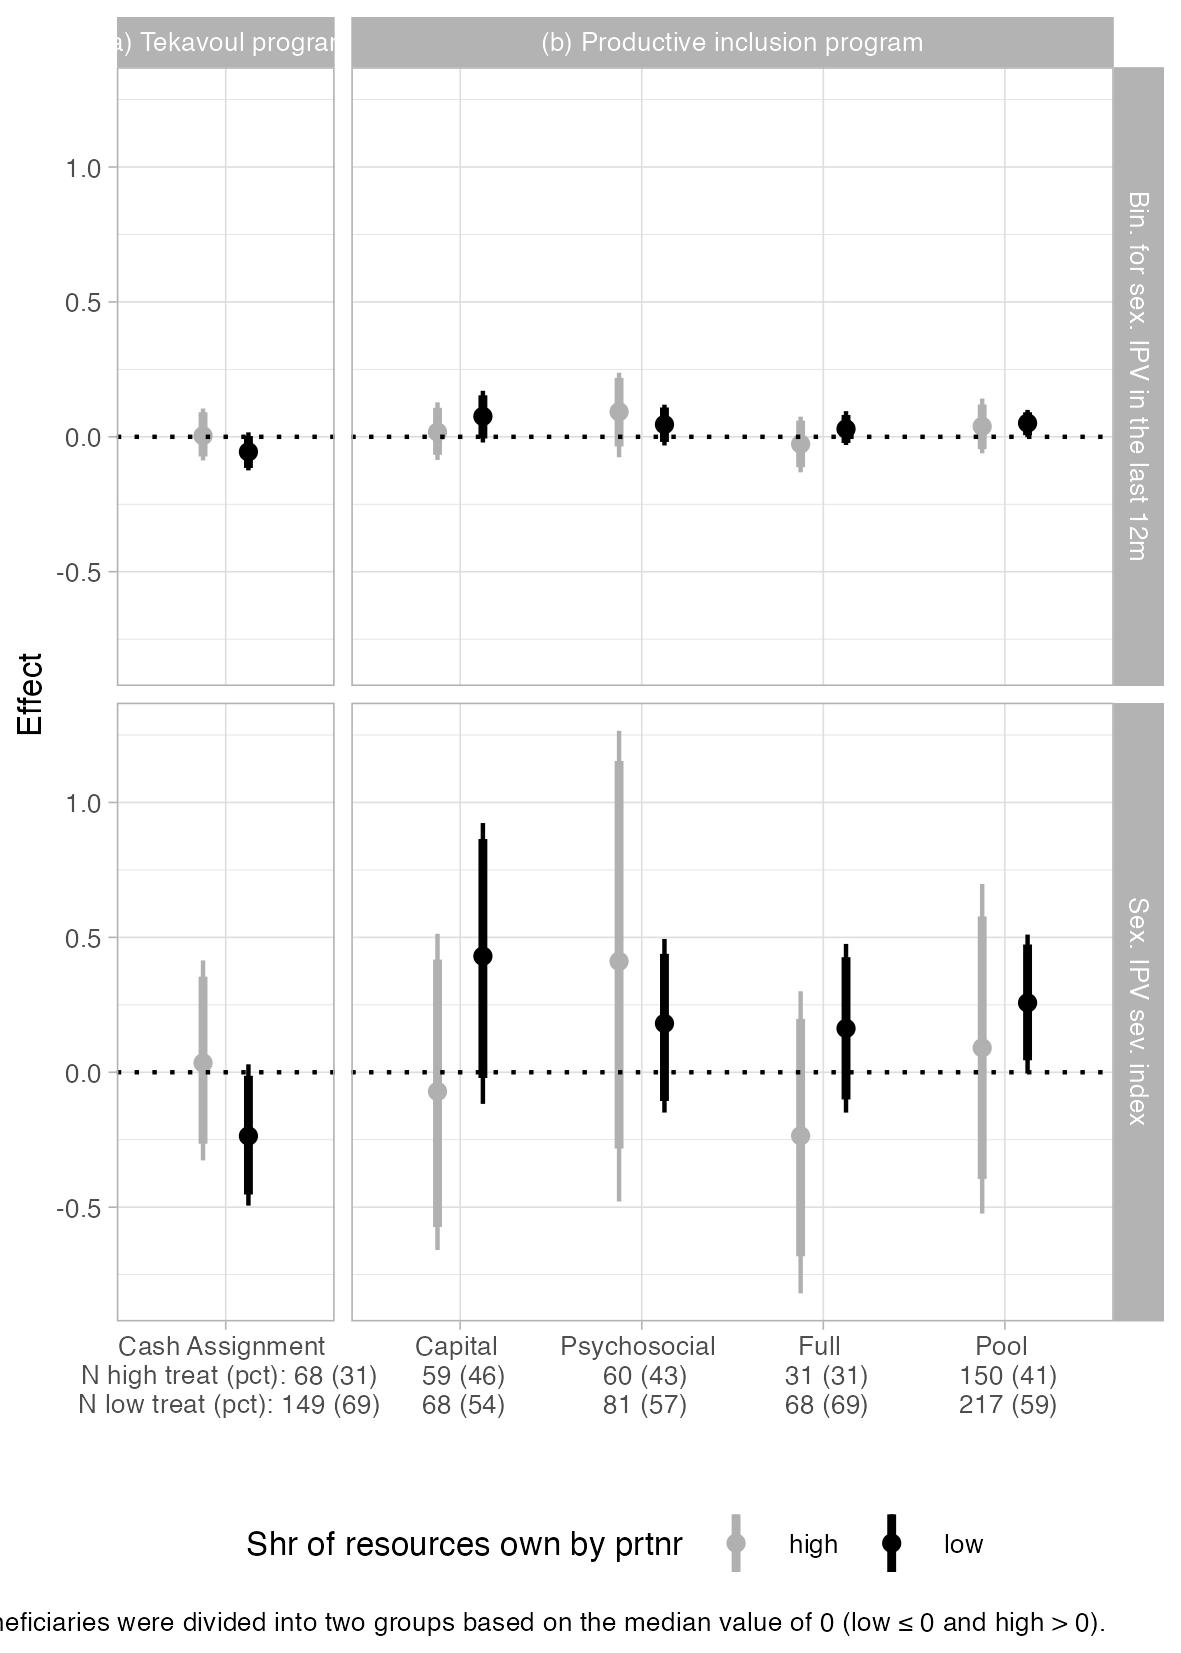 a) Tekavoul program
(b) Productive inclusion program
1.0
0.5
0.0
-0.5
Bin. for sex. IPV in the last 12m
Effect
1.0
0.5
0.0
-0.5
Sex. IPV sev. index
Cash Assignment Capital Psychosocial Full Pool
N high treat (pct): 68 (31) 59 (46) 60 (43) 31 (31) 150 (41)
N low treat (pct): 149 (69) 68 (54) 81 (57) 68 (69) 217 (59)
Shr of resources own by prtnr high low
neficiaries were divided into two groups based on the median value of 0 (low ≤ 0 and high > 0).